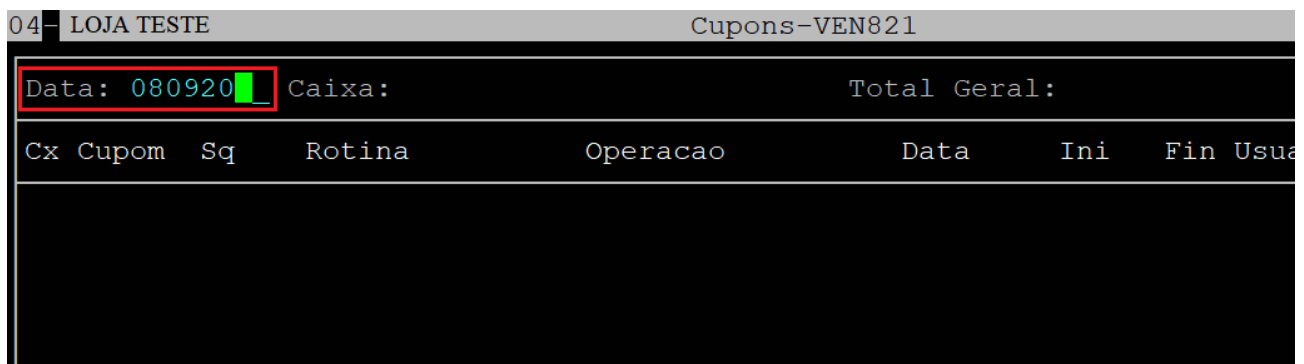 04- LOJA TESTE Cupons-VEN821
Data: 080920 _ Caixa: Total Geral:
Cx Cupom Sq Rotina Operacao Data Ini Fin Usua